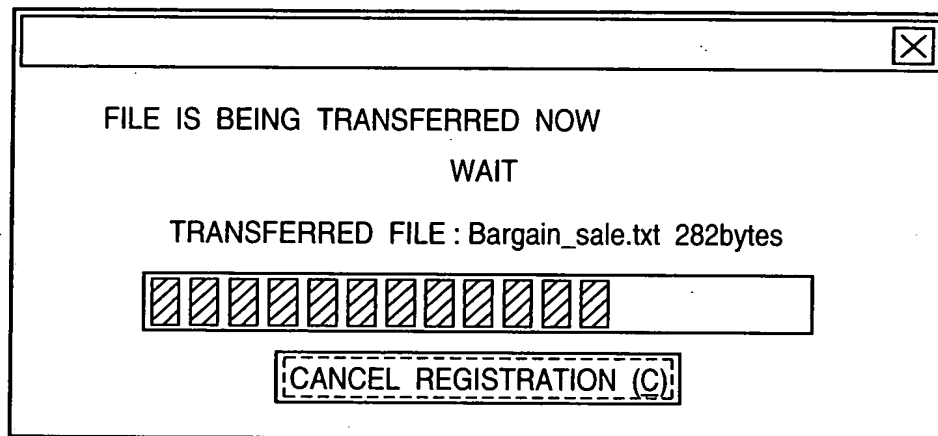 FILE IS BEING TRANSFERRED NOW
WAIT
TRANSFERRED FILE : Bargain_sale.txt 282bytes
CANCEL REGISTRATION (C)